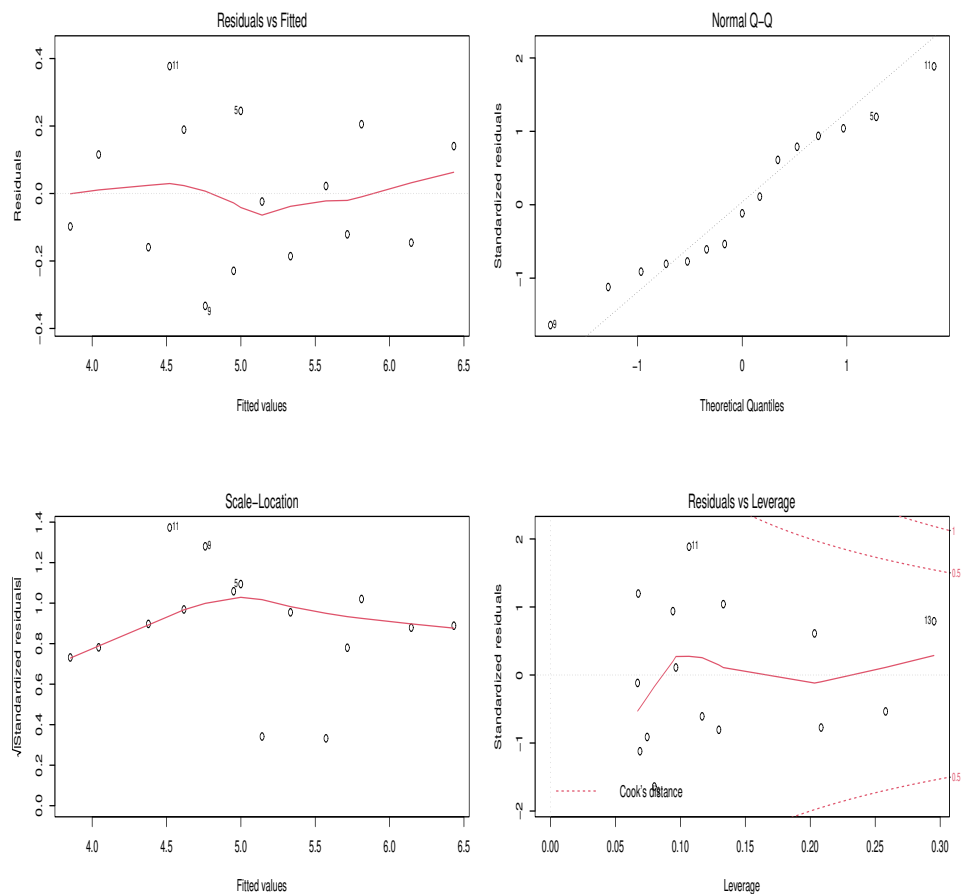 Residuals vs Fitted
Residuals
0.4
0.2
0.0
−0.2
−0.4
11
5
9
4.0 4.5 5.0 5.5 6.0 6.5
Fitted values
Normal Q−Q
Standardized residuals
2
1
0
−1
11
5
9
−1 0 1
Theoretical Quantiles
Scale−Location
√|Standardized residuals|
1.4
1.2
1.0
0.8
0.6
0.4
0.2
0.0
11
9
5
4.0 4.5 5.0 5.5 6.0 6.5
Fitted values
Residuals vs Leverage
Standardized residuals
2
1
0
−1
−2
11
13
9
1
0.5
0.5
Cook's distance
0.00 0.05 0.10 0.15 0.20 0.25 0.30
Leverage